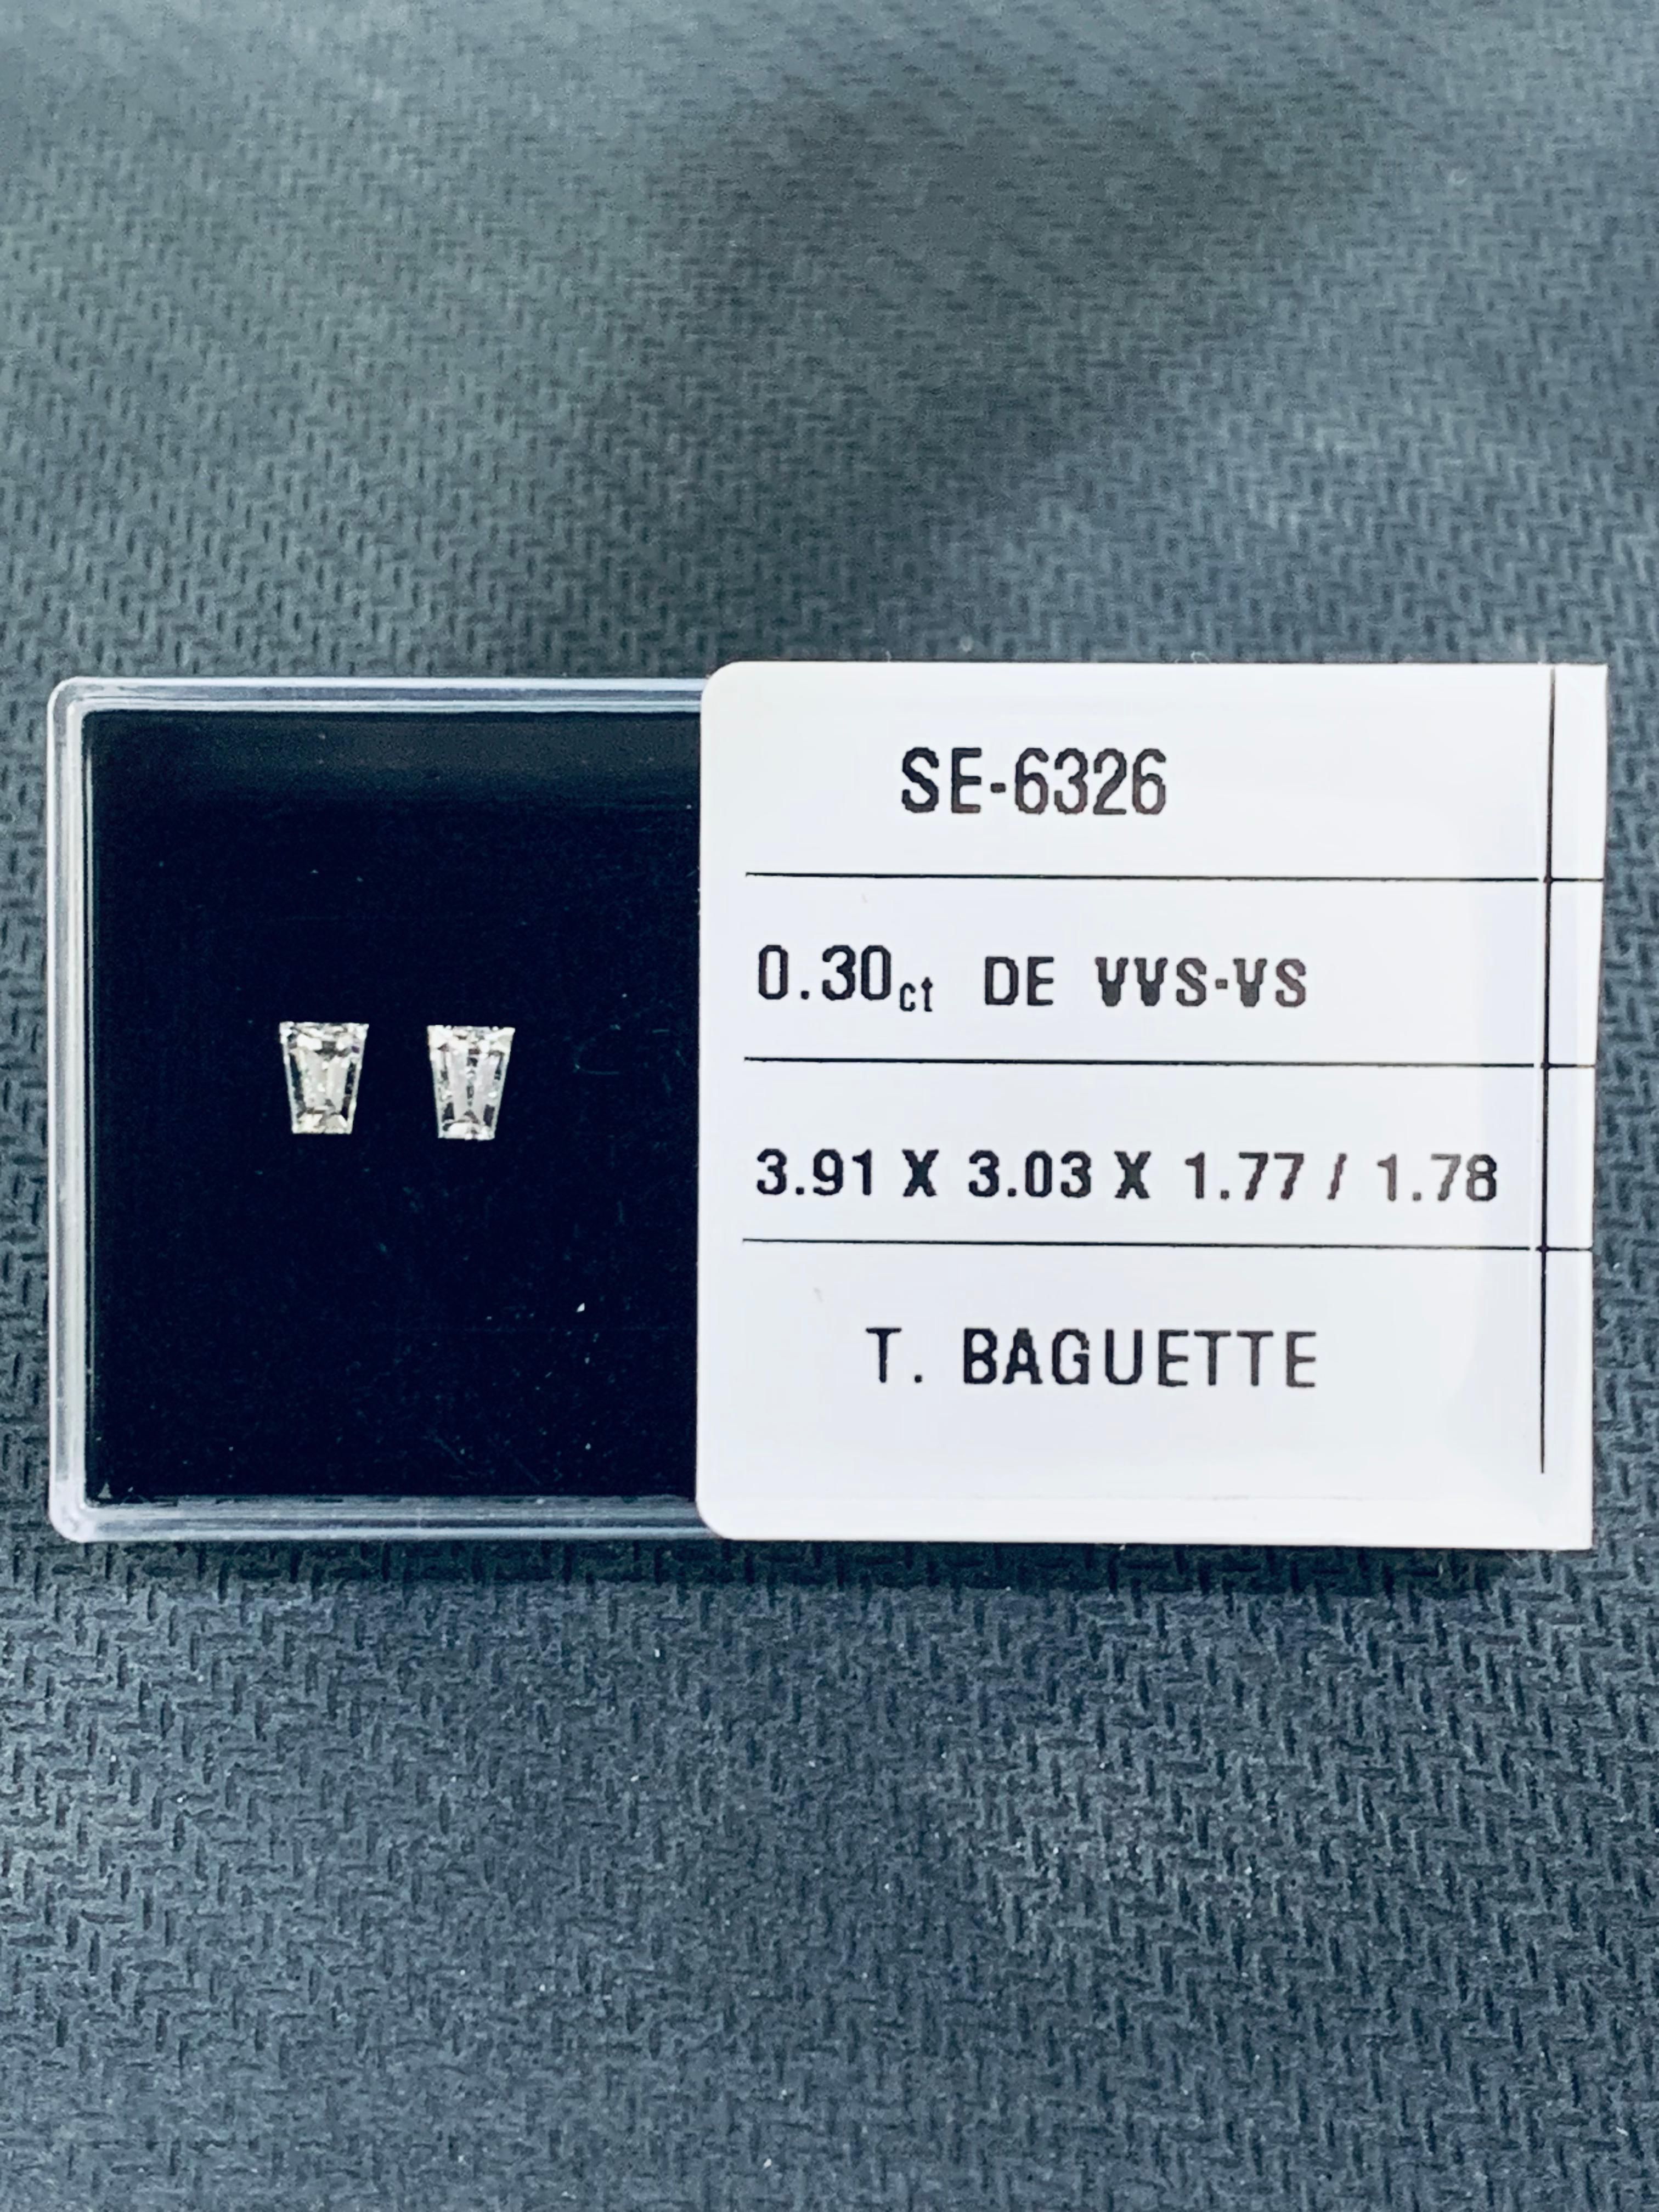 SE-6326
0.30ct DE VVS-VS
3.91 X 3.03 X 1.77 / 1.78
T. BAGUETTE